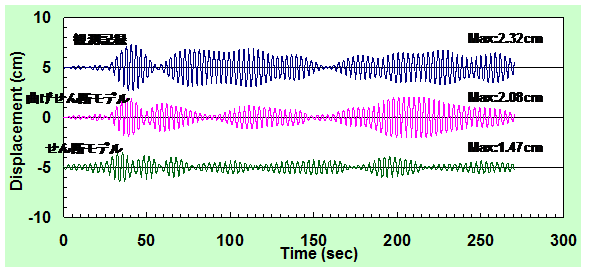 10
観測記録
Max:2.32cm
5
曲げせん断モデル
Max:2.08cm
0
せん断モデル
Max:1.47cm
-5
-10
0 50 100 150 200 250 300
Time (sec)
Displacement (cm)